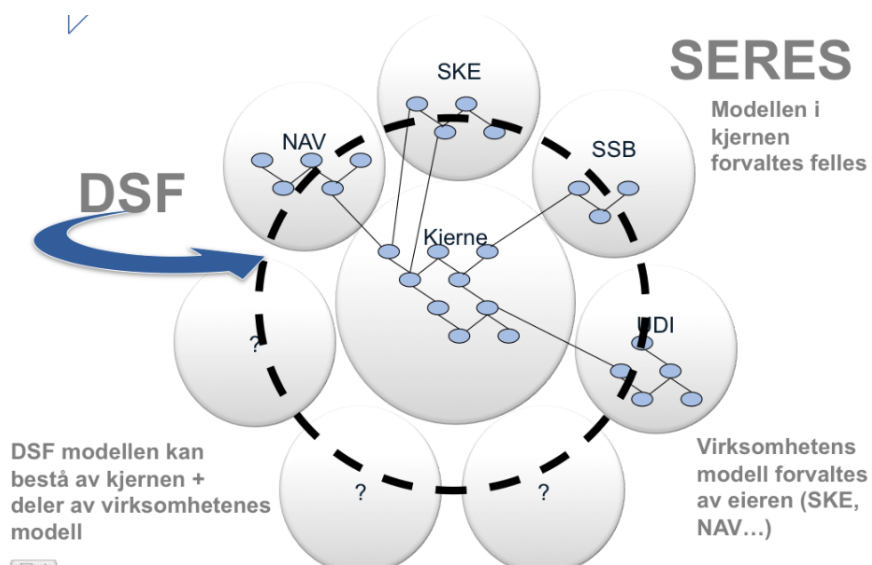 SKE
SERES
Modellen i
kjernen
forvaltes felles
NAV
SSB
DSF
Kjerne
UDI
?
?
?
DSF modellen kan
bestå av kjernen +
deler av virksomhetenes
modell
Virksomhetens
modell forvaltes
av eieren (SKE,
NAV...)